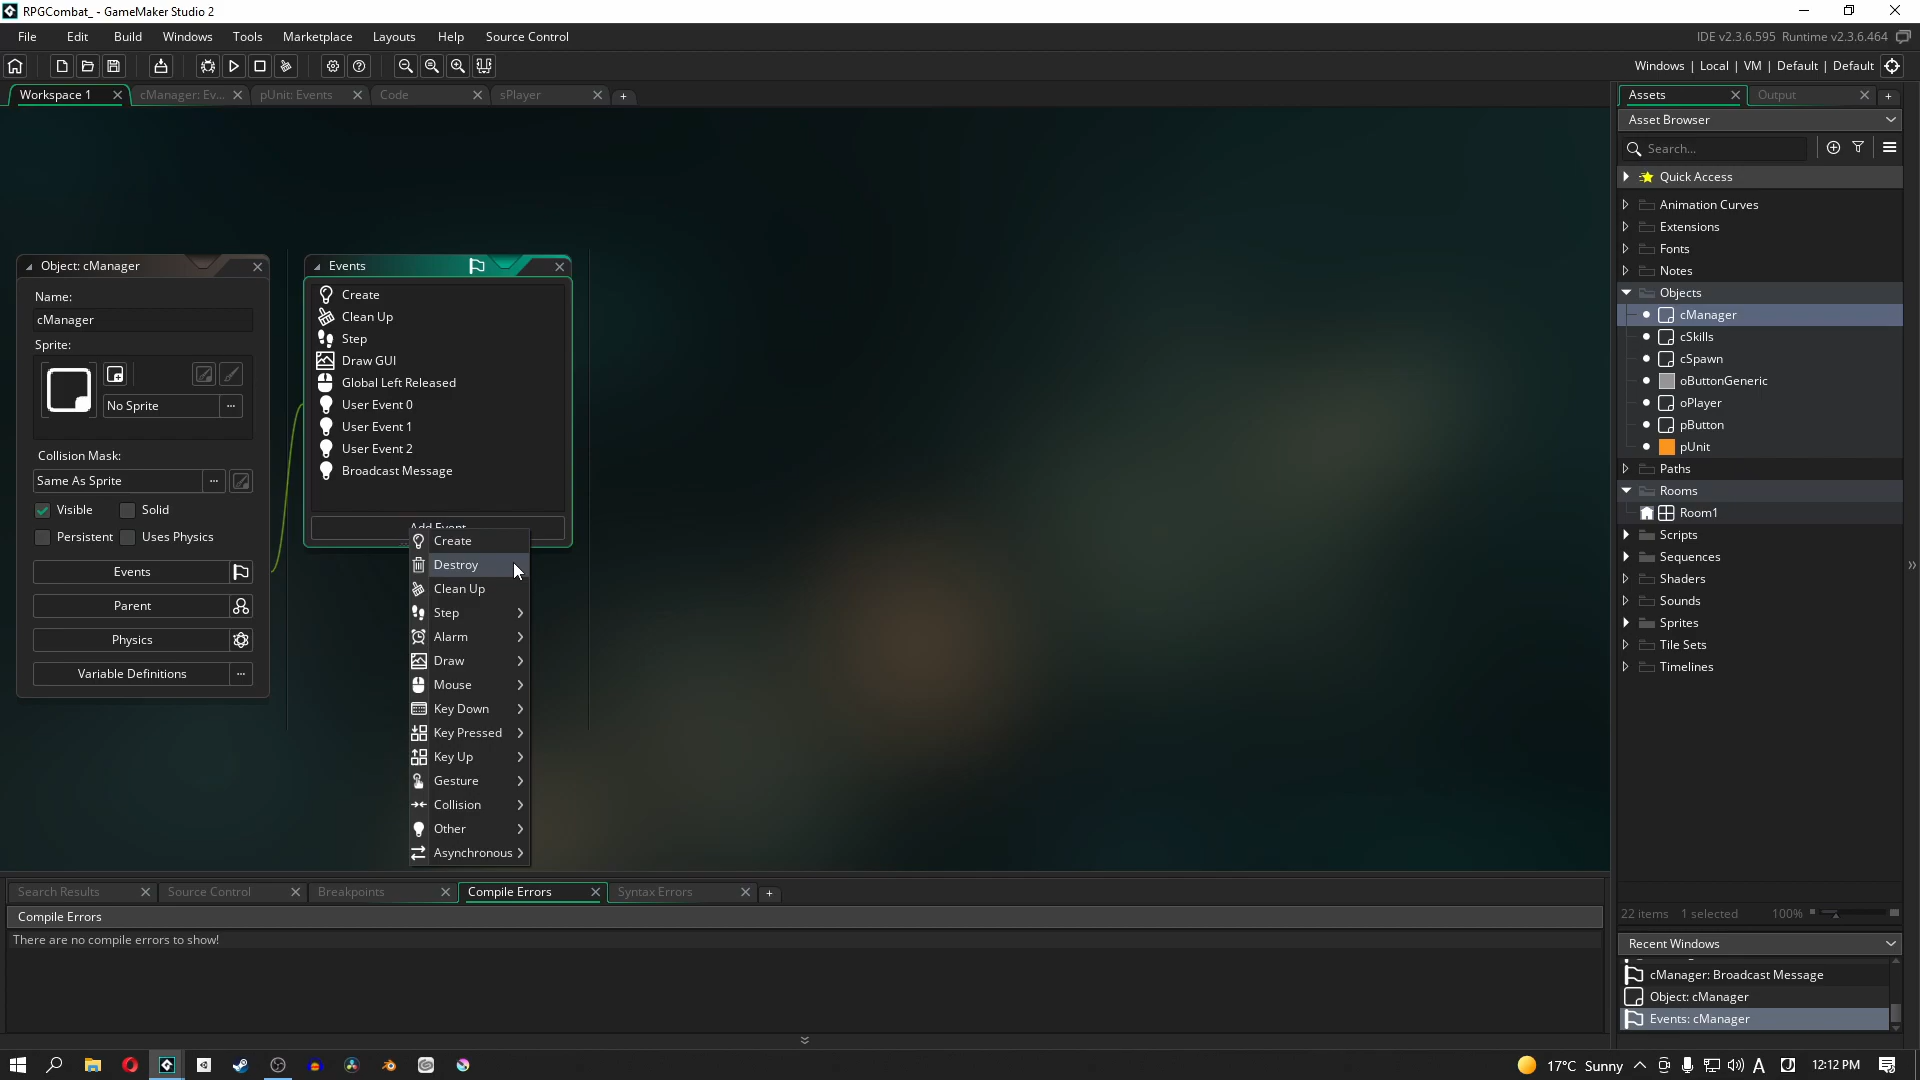 RPGCombat_ - GameMaker Studio 2
File Edit Build Windows Tools Marketplace Layouts Help Source Control
IDE v2.3.6.595 Runtime v2.3.6.464
Windows | Local | VM | Default | Default
Workspace 1 cManager: Ev... pUnit: Events Code sPlayer
Assets Output
Asset Browser
Search...
Quick Access
Animation Curves
Extensions
Fonts
Notes
Objects
cManager
cSkills
cSpawn
oButtonGeneric
oPlayer
pButton
pUnit
Paths
Rooms
Room1
Scripts
Sequences
Shaders
Sounds
Sprites
Tile Sets
Timelines
22 items 1 selected 100%
Recent Windows
cManager: Broadcast Message
Object: cManager
Events: cManager
Object: cManager
Name:
cManager
Sprite:
No Sprite
Collision Mask:
Same As Sprite
Visible Solid
Persistent Uses Physics
Events
Parent
Physics
Variable Definitions
Events
Create
Clean Up
Step
Draw GUI
Global Left Released
User Event 0
User Event 1
User Event 2
Broadcast Message
Add Event
Create
Destroy
Clean Up
Step
Alarm
Draw
Mouse
Key Down
Key Pressed
Key Up
Gesture
Collision
Other
Asynchronous
Search Results Source Control Breakpoints Compile Errors Syntax Errors
Compile Errors
There are no compile errors to show!
17°C Sunny A 12:12 PM